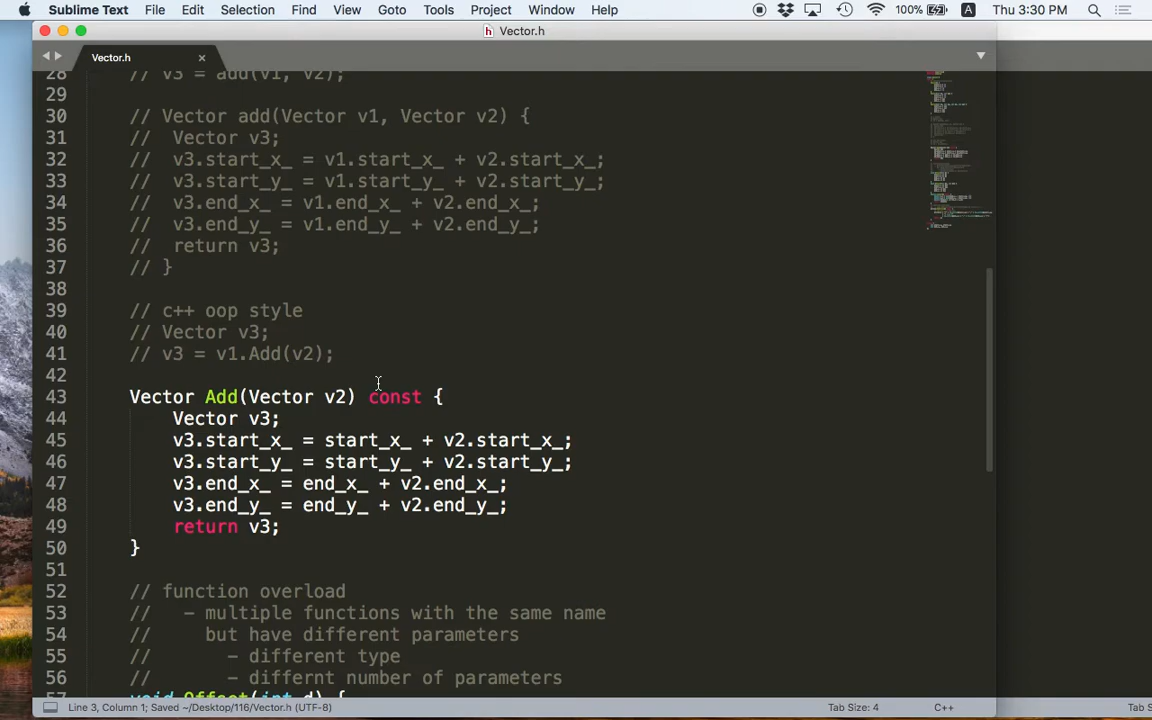 Sublime Text File Edit Selection Find View Goto Tools Project Window Help 100% A Thu 3:30 PM
Vector.h
Vector.h
28 // v3 = add(v1, v2);
29
30 // Vector add(Vector v1, Vector v2) {
31 // Vector v3;
32 // v3.start_x_ = v1.start_x_ + v2.start_x_;
33 // v3.start_y_ = v1.start_y_ + v2.start_y_;
34 // v3.end_x_ = v1.end_x_ + v2.end_x_;
35 // v3.end_y_ = v1.end_y_ + v2.end_y_;
36 // return v3;
37 // }
38
39 // c++ oop style
40 // Vector v3;
41 // v3 = v1.Add(v2);
42
43 Vector Add(Vector v2) const {
44 Vector v3;
45 v3.start_x_ = start_x_ + v2.start_x_;
46 v3.start_y_ = start_y_ + v2.start_y_;
47 v3.end_x_ = end_x_ + v2.end_x_;
48 v3.end_y_ = end_y_ + v2.end_y_;
49 return v3;
50 }
51
52 // function overload
53 // - multiple functions with the same name
54 // but have different parameters
55 // - different type
56 // - differnt number of parameters
57 void Offset(int d) {
Line 3, Column 1; Saved ~/Desktop/116/Vector.h (UTF-8) Tab Size: 4 C++ Tab S